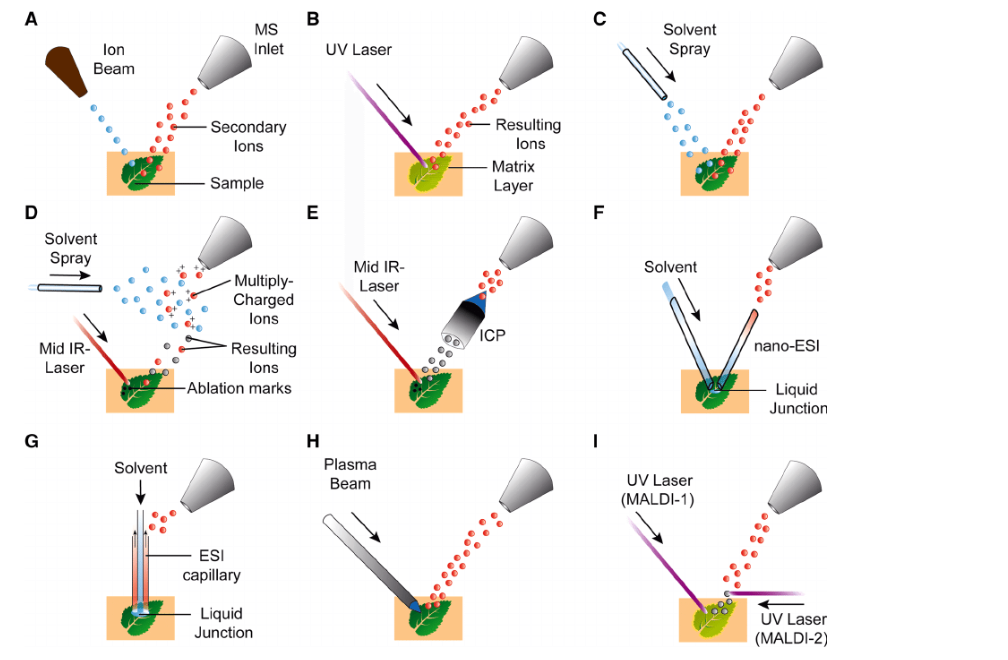 A
Ion
Beam
MS
Inlet
Secondary
Ions
Sample
B
UV Laser
Resulting
Ions
Matrix
Layer
C
Solvent
Spray
D
Solvent
Spray
Multiply-
Charged
Ions
Mid IR-
Laser
Resulting
Ions
Ablation marks
E
Mid IR-
Laser
ICP
F
Solvent
nano-ESI
Liquid
Junction
G
Solvent
ESI
capillary
Liquid
Junction
H
Plasma
Beam
I
UV Laser
(MALDI-1)
UV Laser
(MALDI-2)